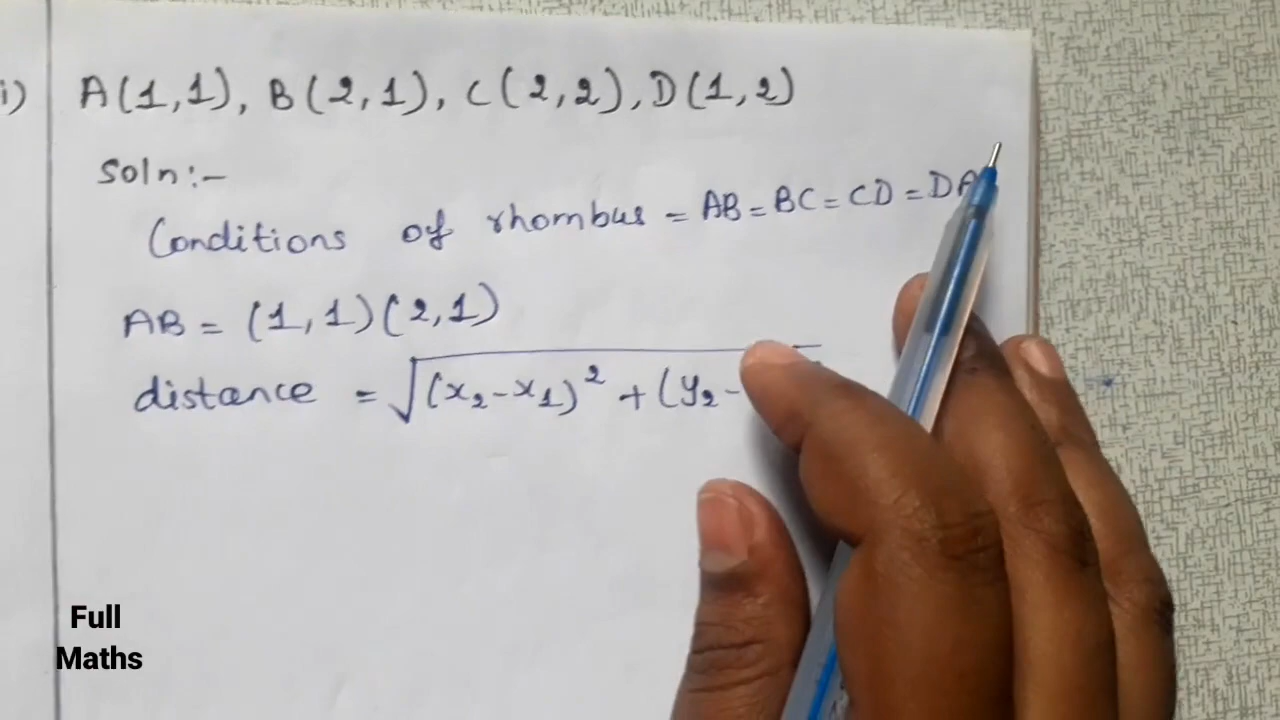 i) A(1,1), B(2,1), C(2,2), D(1,2)
Soln:-
Conditions of rhombus = AB = BC = CD = DA
AB = (1,1)(2,1)
distance = √(x₂-x₁)² + (y₂-
Full
Maths